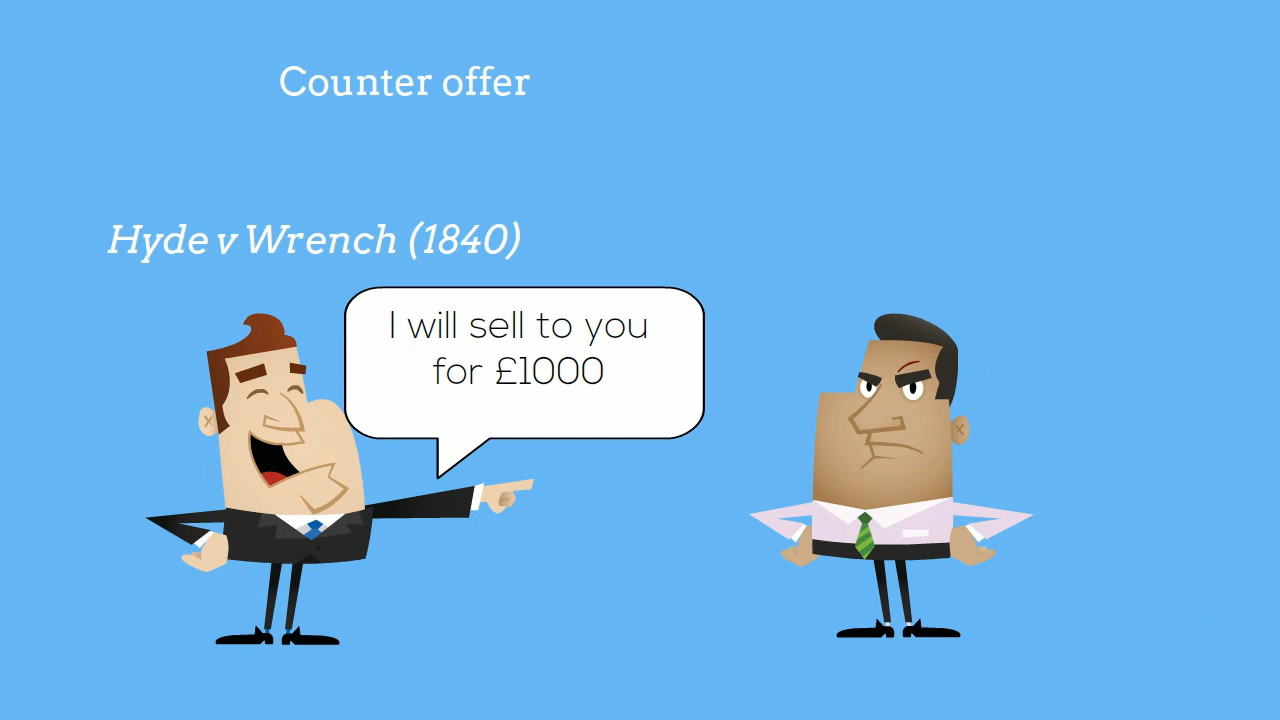 Counter offer
Hyde v Wrench (1840)
I will sell to you
for £1000